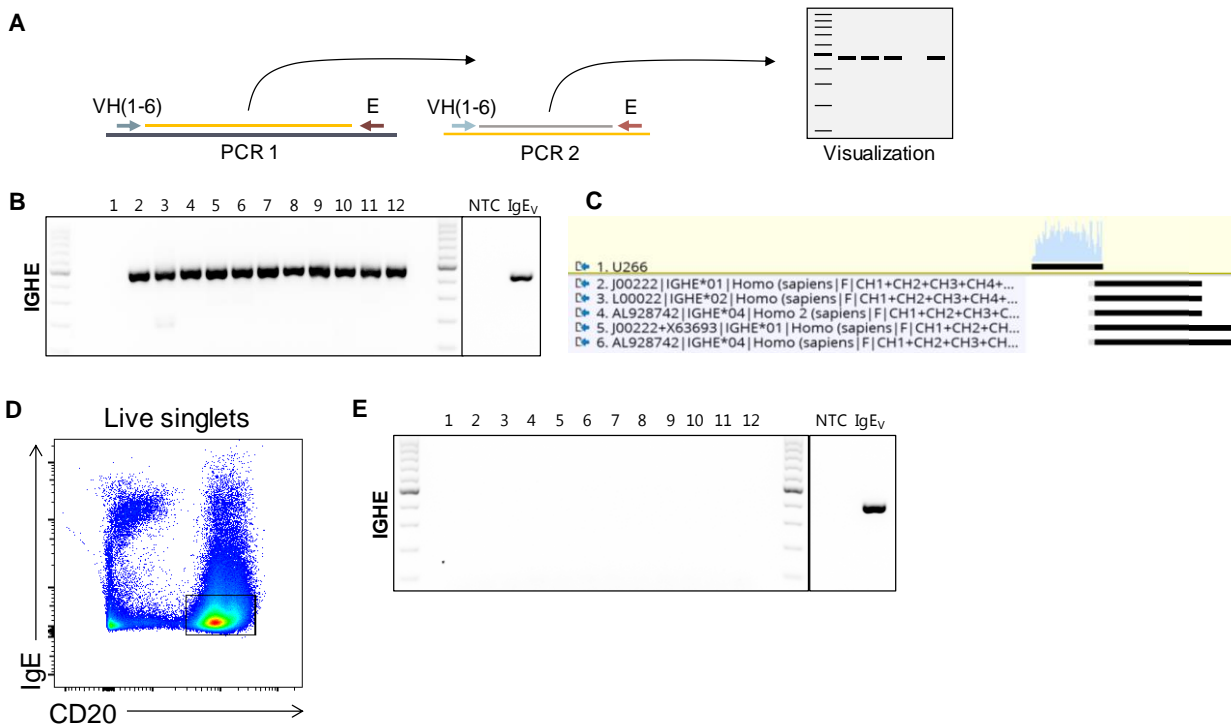 A
VH(1-6)
E
PCR 1
VH(1-6)
E
PCR 2
Visualization
B
1 2 3 4 5 6 7 8 9 10 11 12
NTC IgEV
IGHE
C
1. U266
2. J00222|IGHE*01|Homo (sapiens|F|CH1+CH2+CH3+CH4+...
3. L00022|IGHE*02|Homo (sapiens|F|CH1+CH2+CH3+CH4+...
4. AL928742|IGHE*04|Homo 2 (sapiens|F|CH1+CH2+CH3+C...
5. J00222+X63693|IGHE*01|Homo (sapiens|F|CH1+CH2+CH...
6. AL928742|IGHE*04|Homo (sapiens|F|CH1+CH2+CH3+CH...
D
Live singlets
IgE
CD20
E
1 2 3 4 5 6 7 8 9 10 11 12
NTC IgEV
IGHE